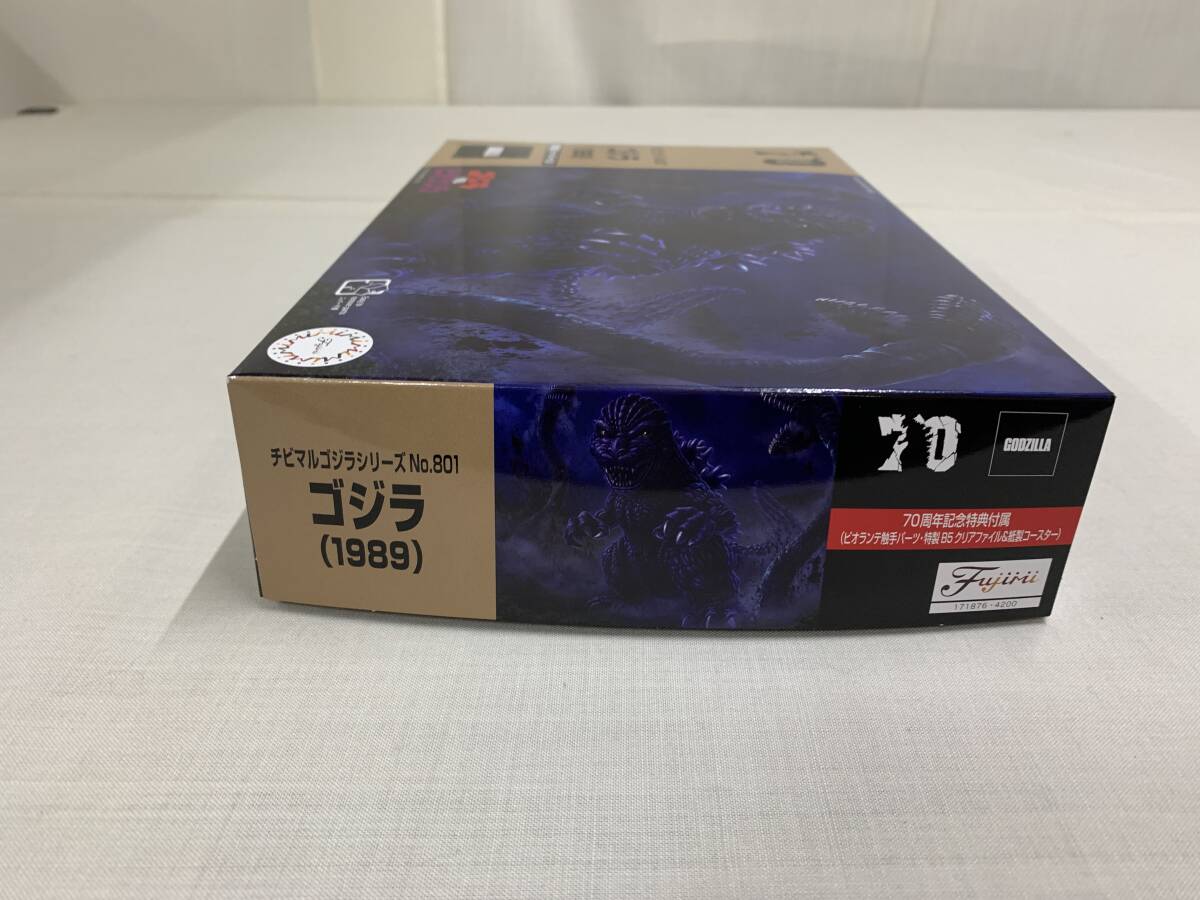 チビマルゴジラシリーズ No.801
ゴジラ
(1989)
70
GODZILLA
70周年記念特典付属
(ビオランテ触手パーツ・特製 B5 クリアファイル&紙製コースター)
Fujimi
171876・4200
Fujimi